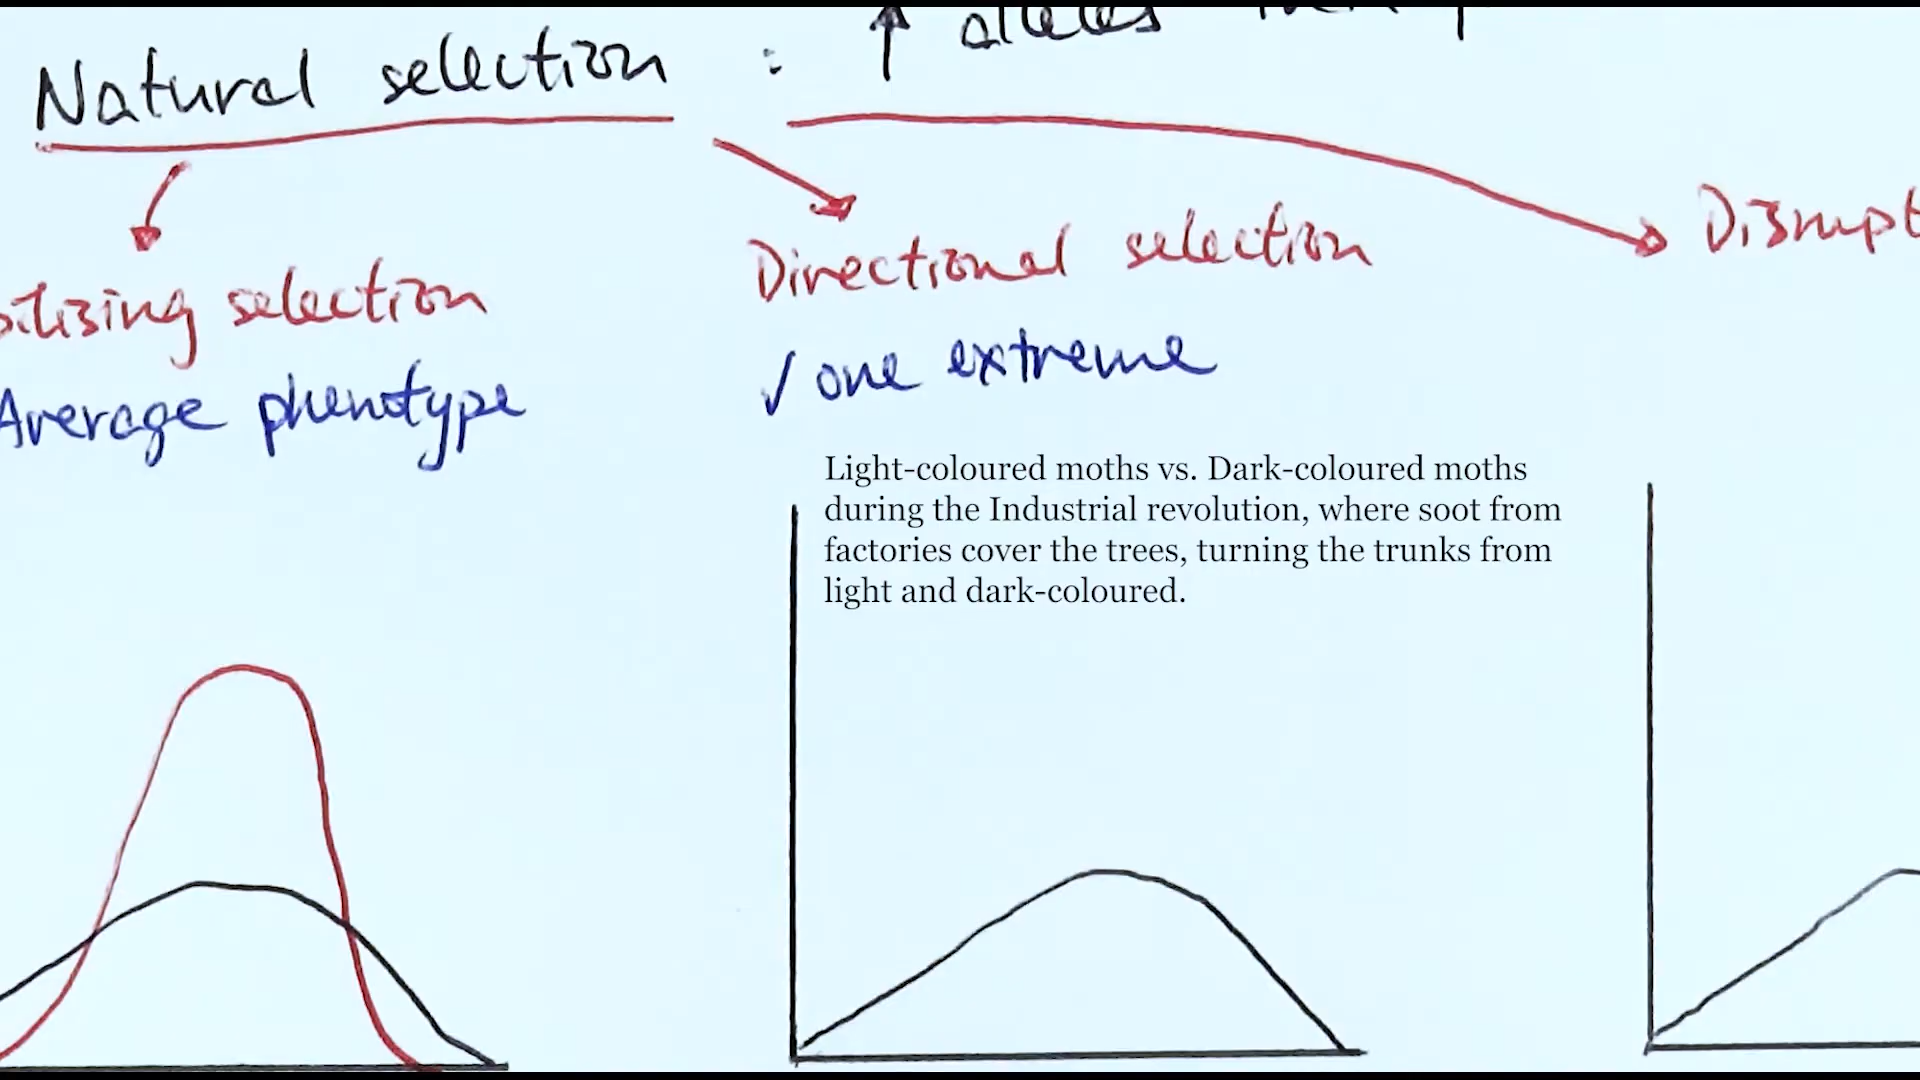 ↑ alleles
Natural selection :
Directional selection
Disrupt
selection
✓ one extreme
Average phenotype
Light-coloured moths vs. Dark-coloured moths
during the Industrial revolution, where soot from
factories cover the trees, turning the trunks from
light and dark-coloured.